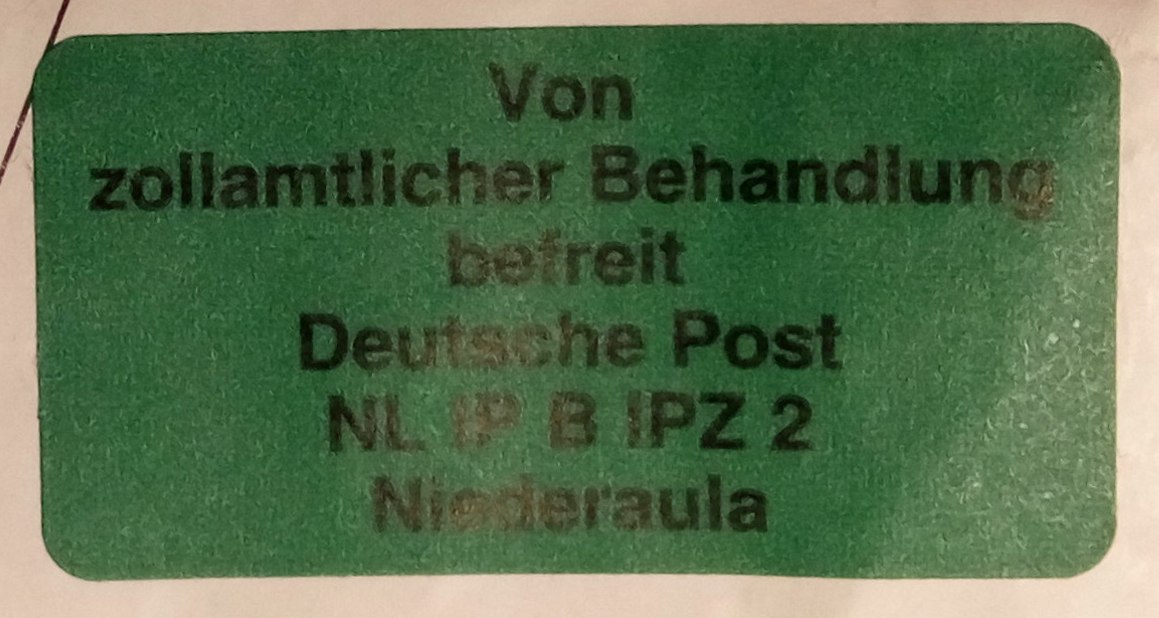 Von
zollamtlicher Behandlung
befreit
Deutsche Post
NL IP B IPZ 2
Niederaula